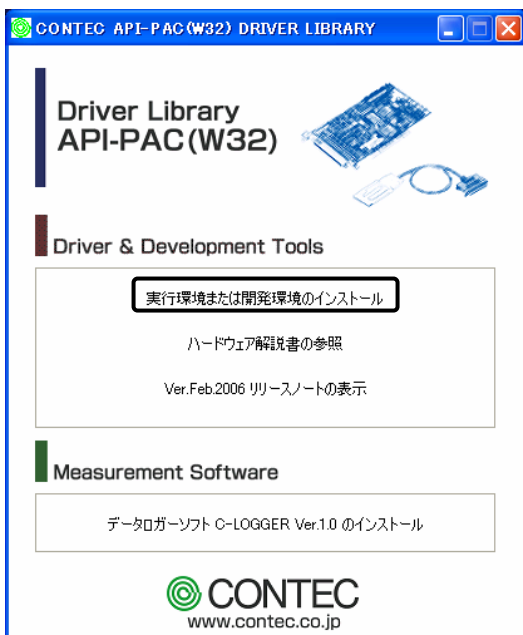 CONTEC API-PAC(W32) DRIVER LIBRARY
Driver Library
API-PAC(W32)
Driver & Development Tools
実行環境または開発環境のインストール
ハードウェア解説書の参照
Ver.Feb.2006 リリースノートの表示
Measurement Software
データロガーソフト C-LOGGER Ver.1.0 のインストール
CONTEC
www.contec.co.jp